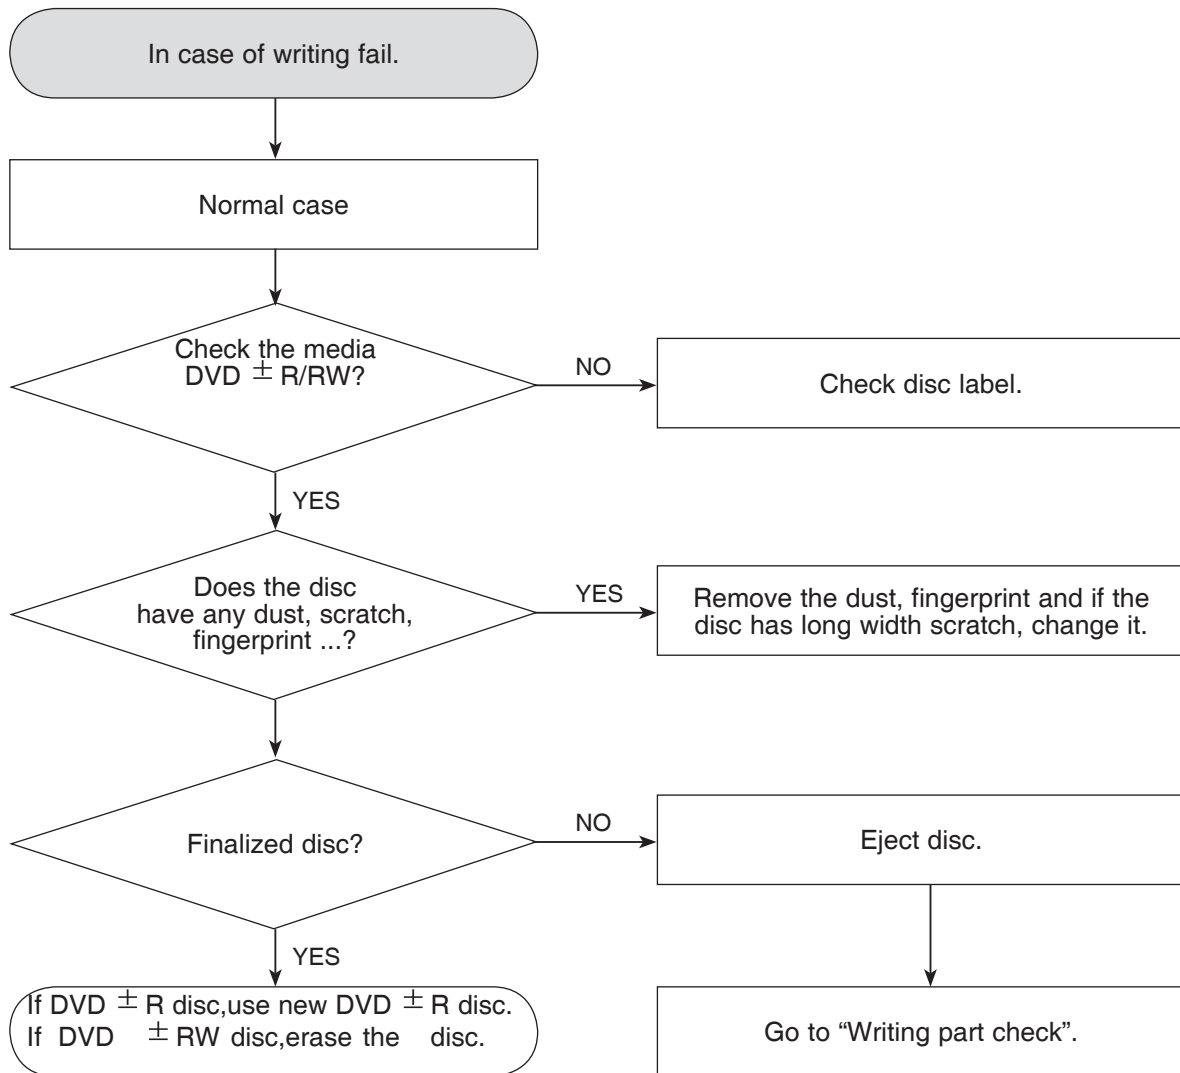 In case of writing fail.
Normal case
Check the media
DVD ± R/RW?
NO
Check disc label.
YES
Does the disc
have any dust, scratch,
fingerprint ...?
YES
Remove the dust, fingerprint and if the
disc has long width scratch, change it.
Finalized disc?
NO
Eject disc.
YES
If DVD ± R disc,use new DVD ± R disc.
If DVD ± RW disc,erase the disc.
Go to “Writing part check”.